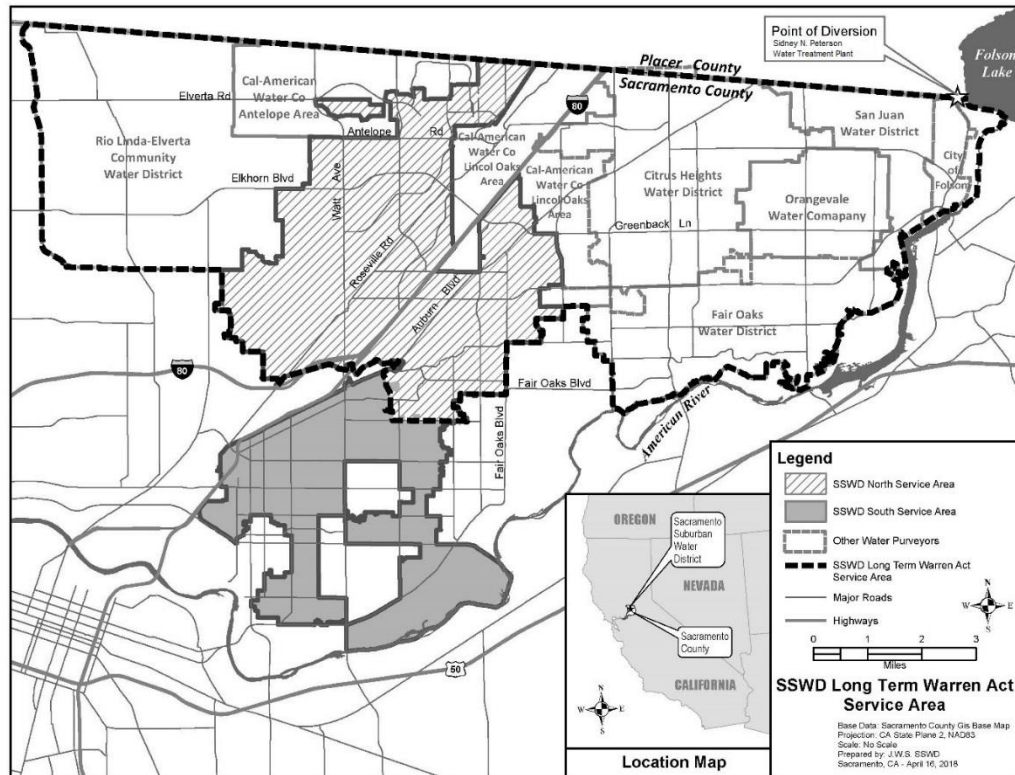 Point of Diversion
Sidney N. Peterson
Water Treatment Plant
Folsom
Lake
Placer County
Sacramento County
Cal-American
Water Co
Antelope Area
Elverta Rd
Antelope Rd
80
San Juan
Water District
Rio Linda-Elverta
Community
Water District
Cal-American
Water Co
Lincol Oaks
Area
Cal-American
Water Co
Lincol Oaks
Area
City
of
Folsom
Elkhorn Blvd
Watt Ave
Citrus Heights
Water District
Orangevale
Water Comapany
Greenback Ln
Roseville Rd
Auburn Blvd
Fair Oaks
Water District
80
Fair Oaks Blvd
American River
Fair Oaks Blvd
50
Legend
SSWD North Service Area
SSWD South Service Area
Other Water Purveyors
SSWD Long Term Warren Act
Service Area
Major Roads
Highways
N
W E
S
0 1 2 3
Miles
SSWD Long Term Warren Act
Service Area
Base Data: Sacramento County Gis Base Map
Projection: CA State Plane 2, NAD83
Scale: No Scale
Prepared by: J.W.S. SSWD
Sacramento, CA - April 16, 2018
OREGON
Sacramento
Suburban
Water
District
NEVADA
Sacramento
County
CALIFORNIA
N
W E
S
Location Map